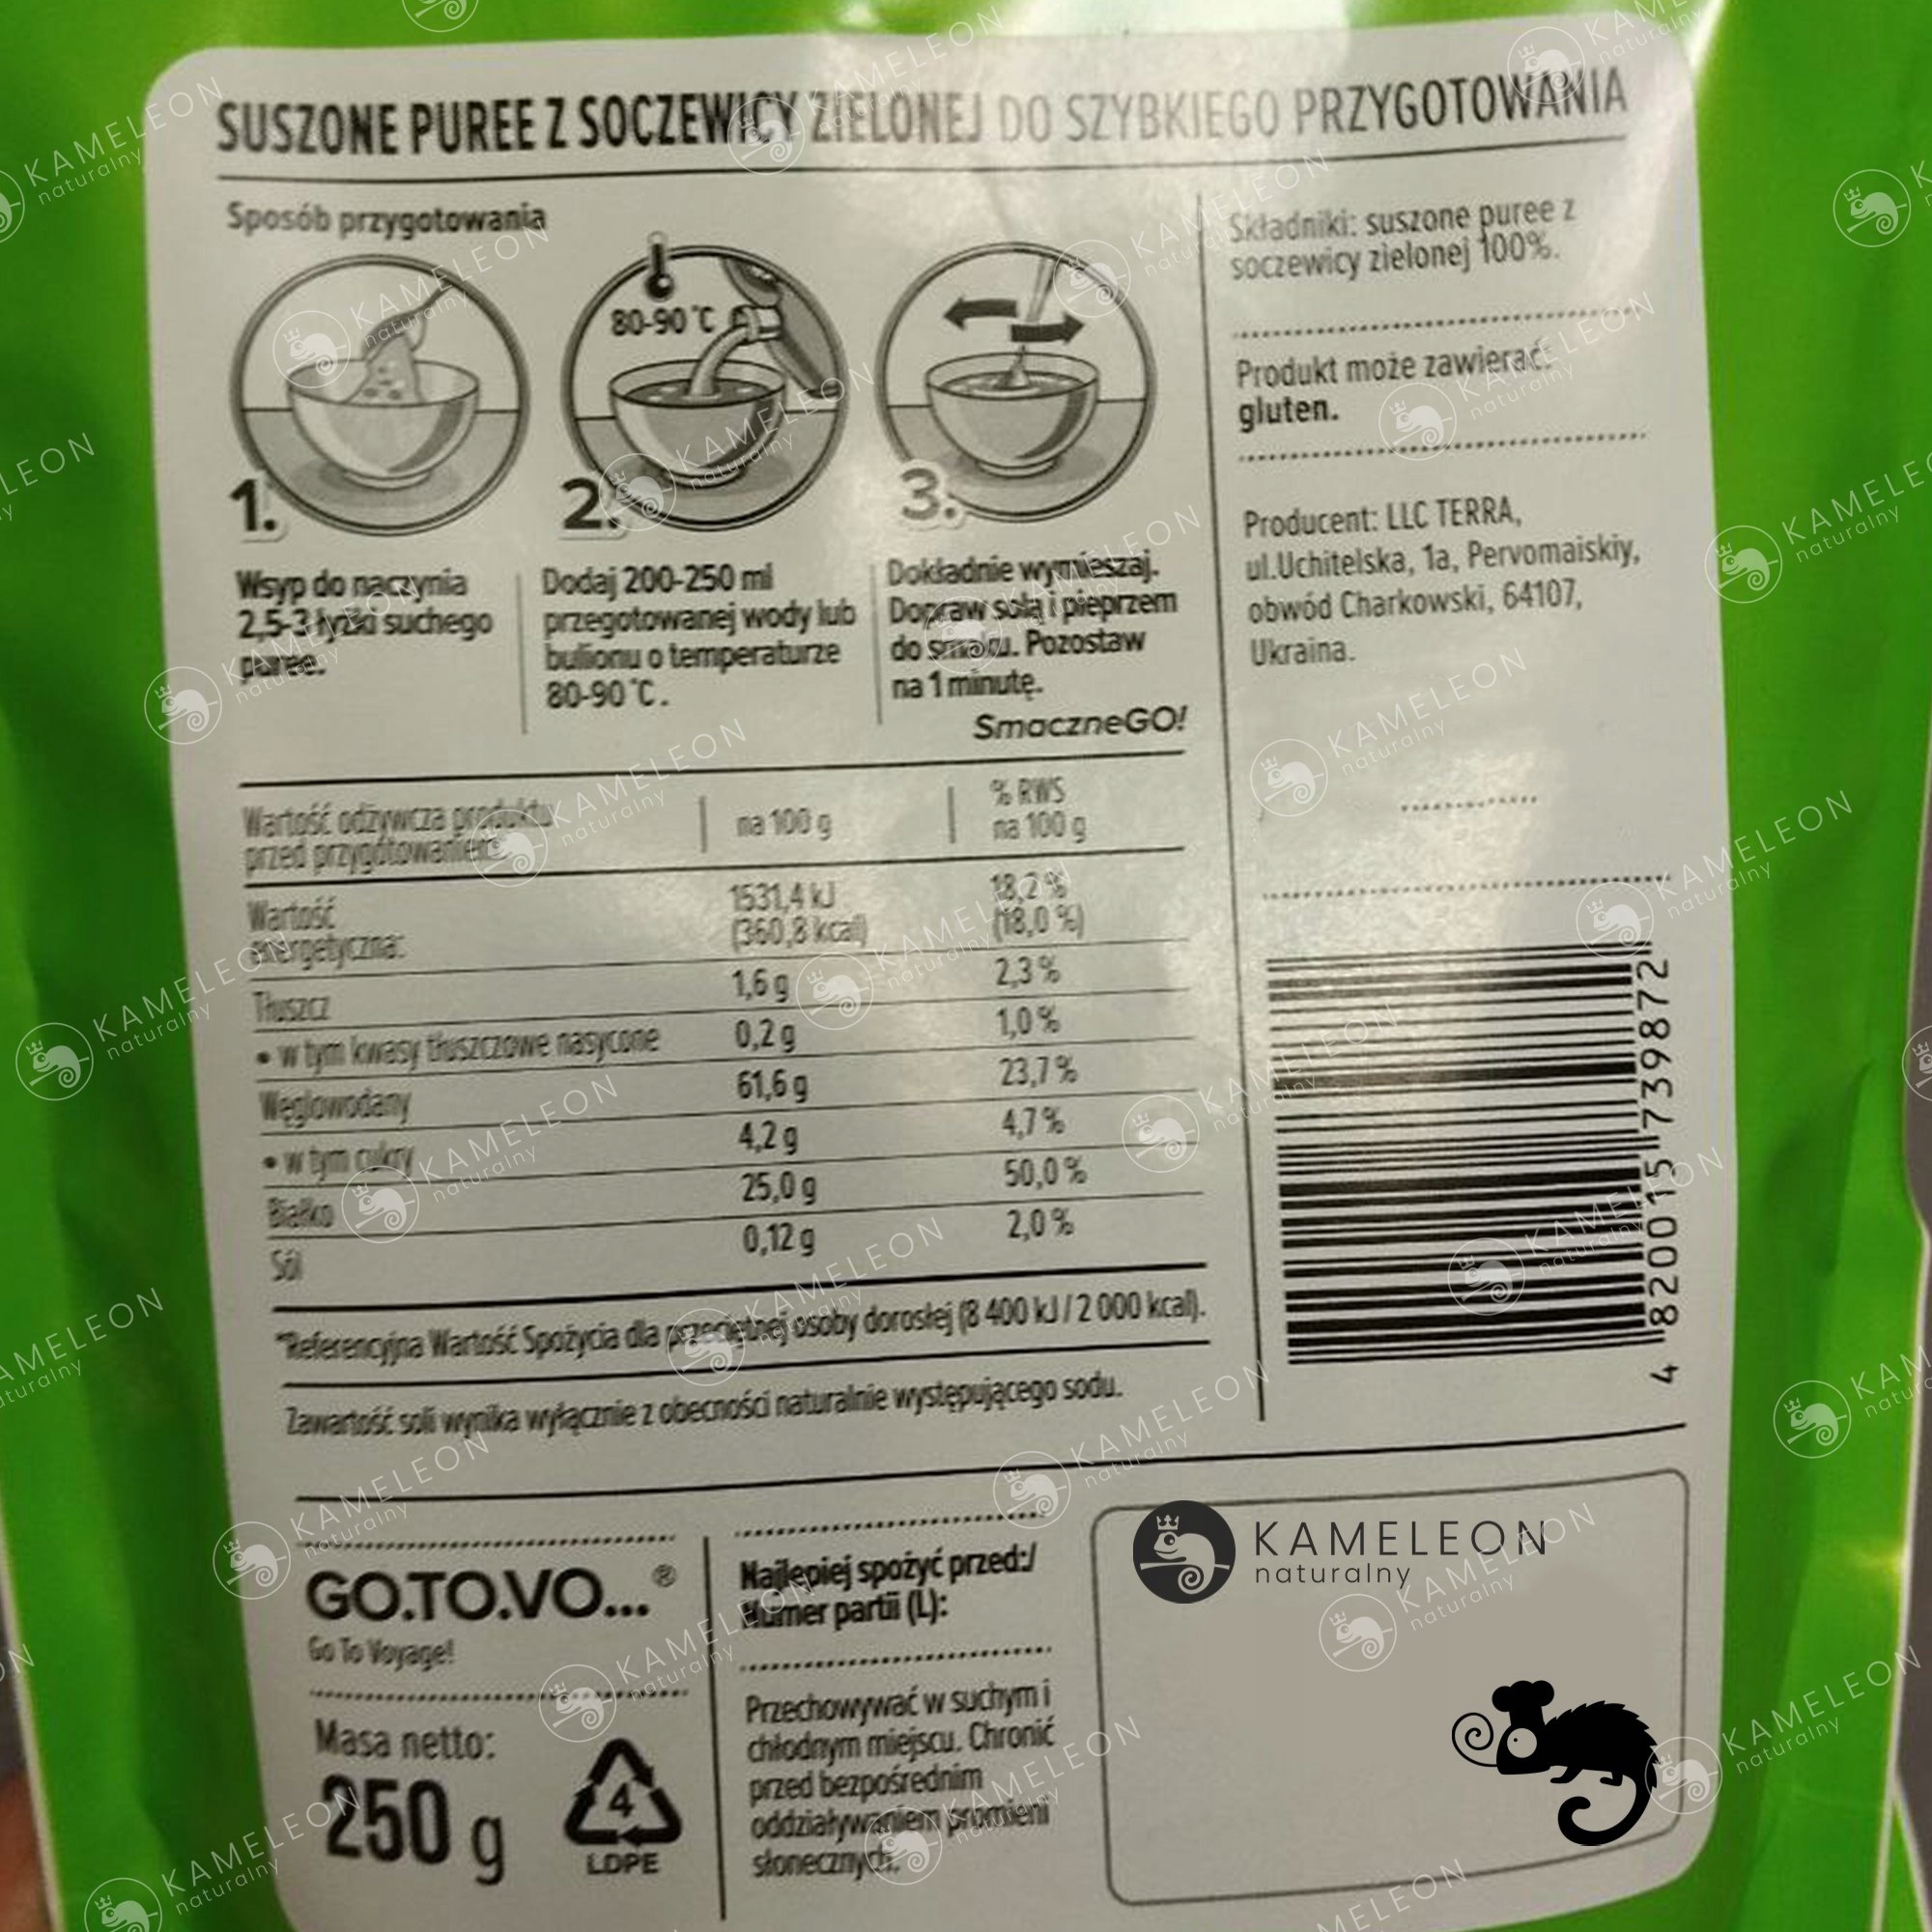 SUSZONE PUREE Z SOCZEWICY ZIELONEJ DO SZYBKIEGO PRZYGOTOWANIA
Sposób przygotowania
80-90 °C
1.
2.
3.
Wsyp do naczynia
2,5-3 łyżki suchego
puree.
Dodaj 200-250 ml
przegotowanej wody lub
bulionu o temperaturze
80-90 °C.
Dokładnie wymieszaj.
Dopraw solą i pieprzem
do smaku. Pozostaw
na 1 minutę.
SmaczneGO!
Składniki: suszone puree z
soczewicy zielonej 100%.
Produkt może zawierać:
gluten.
Producent: LLC TERRA,
ul.Uchitelska, 1a, Pervomaiskiy,
obwód Charkowski, 64107,
Ukraina.
Wartość odżywcza produktu
przed przygotowaniem
na 100 g
% RWS
na 100 g
Wartość
energetyczna:
1531,4 kJ
(360,8 kcal)
18,2 %
(18,0 %)
Tłuszcz 1,6 g 2,3 %
• w tym kwasy tłuszczowe nasycone 0,2 g 1,0 %
Węglowodany 61,6 g 23,7 %
• w tym cukry 4,2 g 4,7 %
Białko 25,0 g 50,0 %
Sól 0,12 g 2,0 %
*Referencyjna Wartość Spożycia dla przeciętnej osoby dorosłej (8 400 kJ / 2 000 kcal).
Zawartość soli wynika wyłącznie z obecności naturalnie występującego sodu.
4 820015 739872
GO.TO.VO...®
Go To Voyage!
Masa netto:
250 g
4
LDPE
Najlepiej spożyć przed:/
Numer partii (L):
Przechowywać w suchym i
chłodnym miejscu. Chronić
przed bezpośrednim
oddziaływaniem promieni
słonecznych.
KAMELEON
naturalny